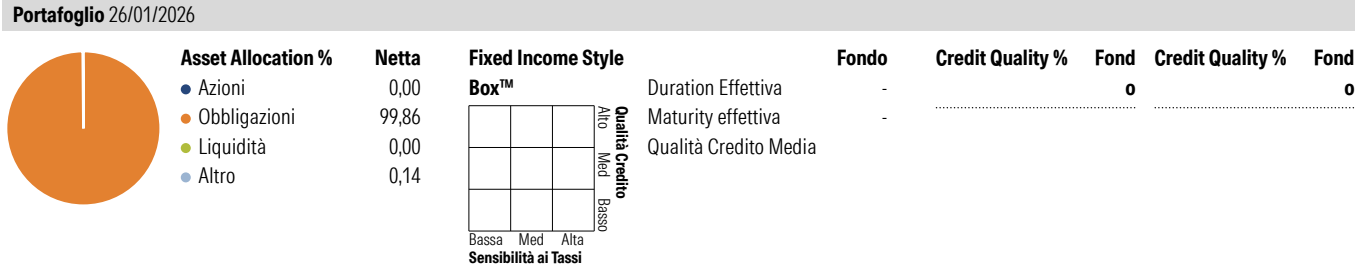 Portafoglio 26/01/2026
Asset Allocation % Netta
Azioni 0,00
Obbligazioni 99,86
Liquidità 0,00
Altro 0,14
Fixed Income Style
Box™
Alto Med Basso
Qualità Credito
Bassa Med Alta
Sensibilità ai Tassi
Fondo
Duration Effettiva -
Maturity effettiva -
Qualità Credito Media
Credit Quality % Fond
o
Credit Quality % Fond
o